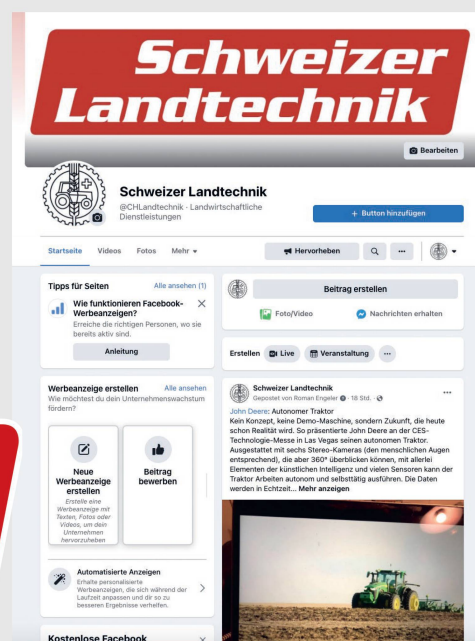 Schweizer
Landtechnik
Bearbeiten
Schweizer Landtechnik
@CHLandtechnik · Landwirtschaftliche
Dienstleistungen
+ Button hinzufügen
Startseite Videos Fotos Mehr
Hervorheben
Tipps für Seiten Alle ansehen (1)
Wie funktionieren Facebook-
Werbeanzeigen?
Erreiche die richtigen Personen, wo sie
bereits aktiv sind.
Anleitung
Werbeanzeige erstellen Alle ansehen
Wie möchtest du dein Unternehmenswachstum
fördern?
Neue
Werbeanzeige
erstellen
Erstelle eine
Werbeanzeige mit
Texten, Fotos oder
Videos, um dein
Unternehmen
hervorzuheben
Beitrag
bewerben
Automatisierte Anzeigen
Erhalte personalisierte
Werbeanzeigen, die sich während der
Laufzeit anpassen und dir so zu
besseren Ergebnisse verhelfen.
Kostenlose Facebook
Beitrag erstellen
Foto/Video Nachrichten erhalten
Erstellen Live Veranstaltung
Schweizer Landtechnik
Gepostet von Roman Engeler · 18 Std. ·
John Deere: Autonomer Traktor
Kein Konzept, keine Demo-Maschine, sondern Zukunft, die heute
schon Realität wird. So präsentierte John Deere an der CES-
Technologie-Messe in Las Vegas seinen autonomen Traktor.
Ausgestattet mit sechs Stereo-Kameras (den menschlichen Augen
entsprechend), die aber 360° überblicken können, mit allerlei
Elementen der künstlichen Intelligenz und vielen Sensoren kann der
Traktor Arbeiten autonom und selbsttätig ausführen. Die Daten
werden in Echtzeit... Mehr anzeigen